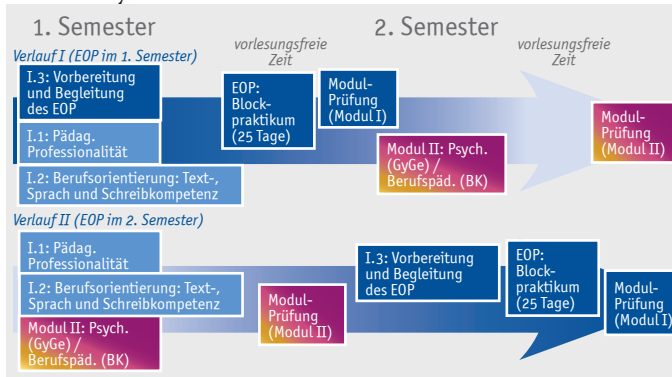 1. Semester
2. Semester
vorlesungsfreie
Zeit
vorlesungsfreie
Zeit
Verlauf I (EOP im 1. Semester)
I.3: Vorbereitung
und Begleitung
des EOP
EOP:
Block-
praktikum
(25 Tage)
Modul-
Prüfung
(Modul I)
I.1: Pädag.
Professionalität
I.2: Berufsorientierung: Text-,
Sprach und Schreibkompetenz
Modul II: Psych.
(GyGe) /
Berufspäd. (BK)
Modul-
Prüfung
(Modul II)
Verlauf II (EOP im 2. Semester)
I.1: Pädag.
Professionalität
I.2: Berufsorientierung: Text-,
Sprach und Schreibkompetenz
Modul II: Psych.
(GyGe) /
Berufspäd. (BK)
Modul-
Prüfung
(Modul II)
I.3: Vorbereitung
und Begleitung
des EOP
EOP:
Block-
praktikum
(25 Tage)
Modul-
Prüfung
(Modul I)